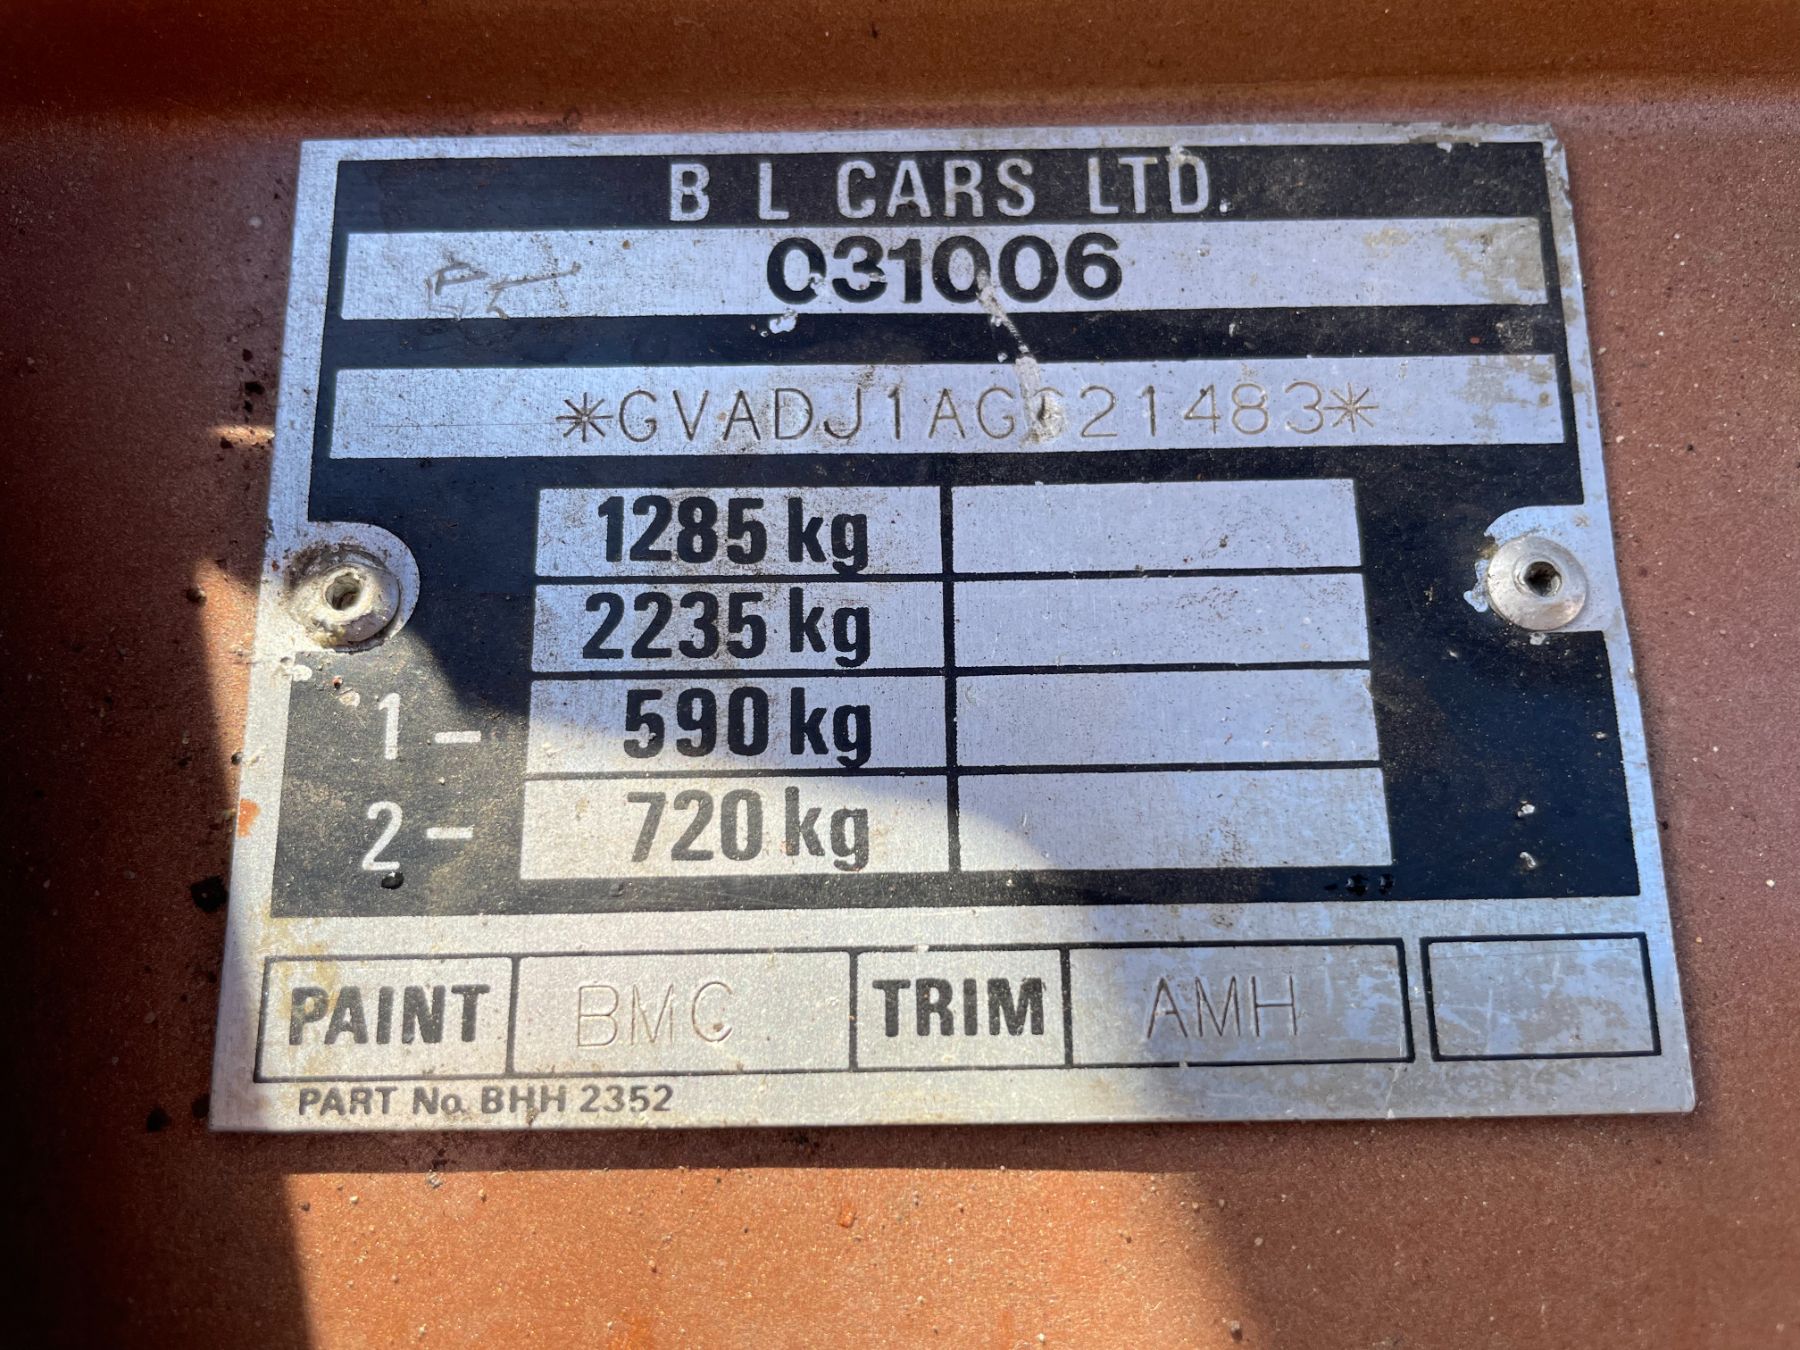 B L CARS LTD.
031006
1285 kg
2235 kg
1 - 590 kg
2 - 720 kg
PAINT BMC TRIM AMH
PART No. BHH 2352